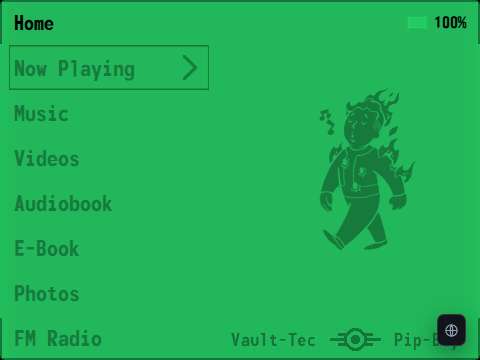 Home
100%
Now Playing
Music
Videos
Audiobook
E-Book
Photos
FM Radio
Vault-Tec